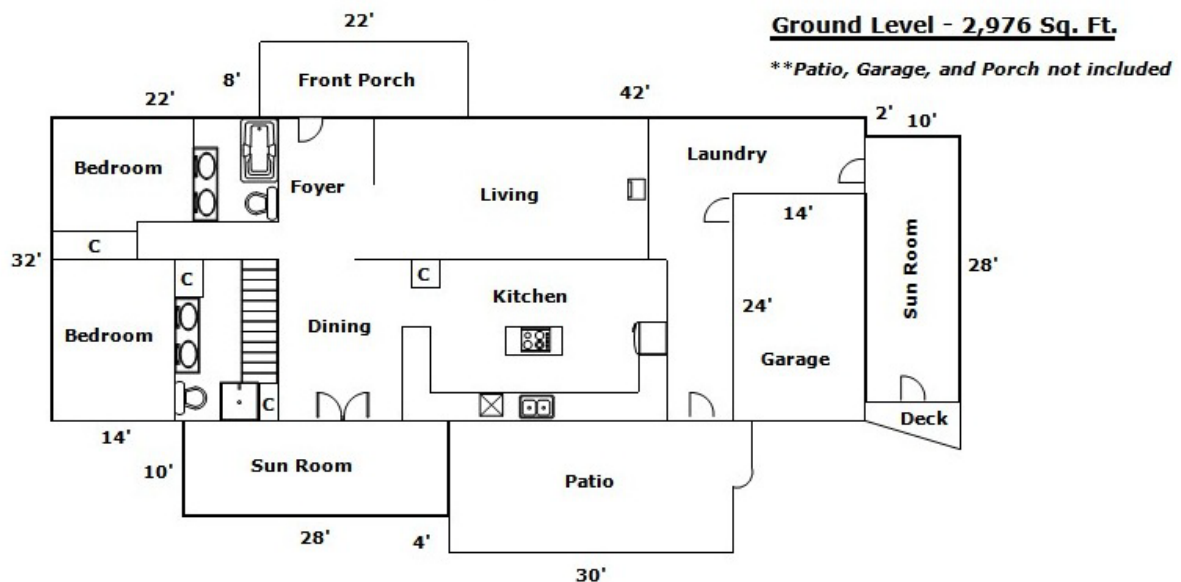 22'
Ground Level - 2,976 Sq. Ft.
**Patio, Garage, and Porch not included
8'
Front Porch
22'
42'
2'
10'
Bedroom
Foyer
Living
Laundry
14'
C
32'
Sun Room
28'
C
C
Kitchen
24'
Bedroom
Dining
Garage
C
Deck
14'
10'
Sun Room
Patio
28'
4'
30'